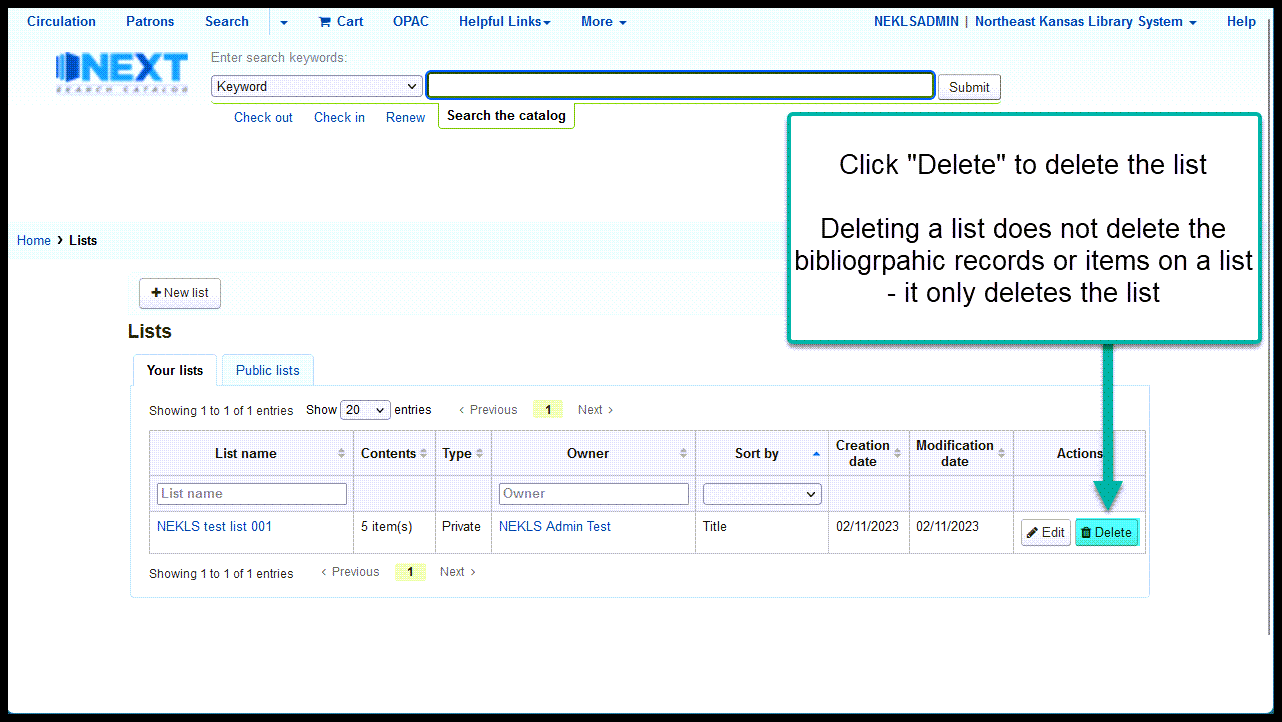 Circulation Patrons Search Cart OPAC Helpful Links More NEKLSADMIN | Northeast Kansas Library System Help
Enter search keywords:
NEXT
SEARCH CATALOG
Keyword Submit
Check out Check in Renew Search the catalog
Click "Delete" to delete the list
Deleting a list does not delete the
bibliogrpahic records or items on a list
- it only deletes the list
Home › Lists
+ New list
Lists
Your lists Public lists
Showing 1 to 1 of 1 entries Show 20 entries ‹ Previous 1 Next ›
List name Contents Type Owner Sort by Creation date Modification date Actions
List name Owner
NEKLS test list 001 5 item(s) Private NEKLS Admin Test Title 02/11/2023 02/11/2023 Edit Delete
Showing 1 to 1 of 1 entries ‹ Previous 1 Next ›